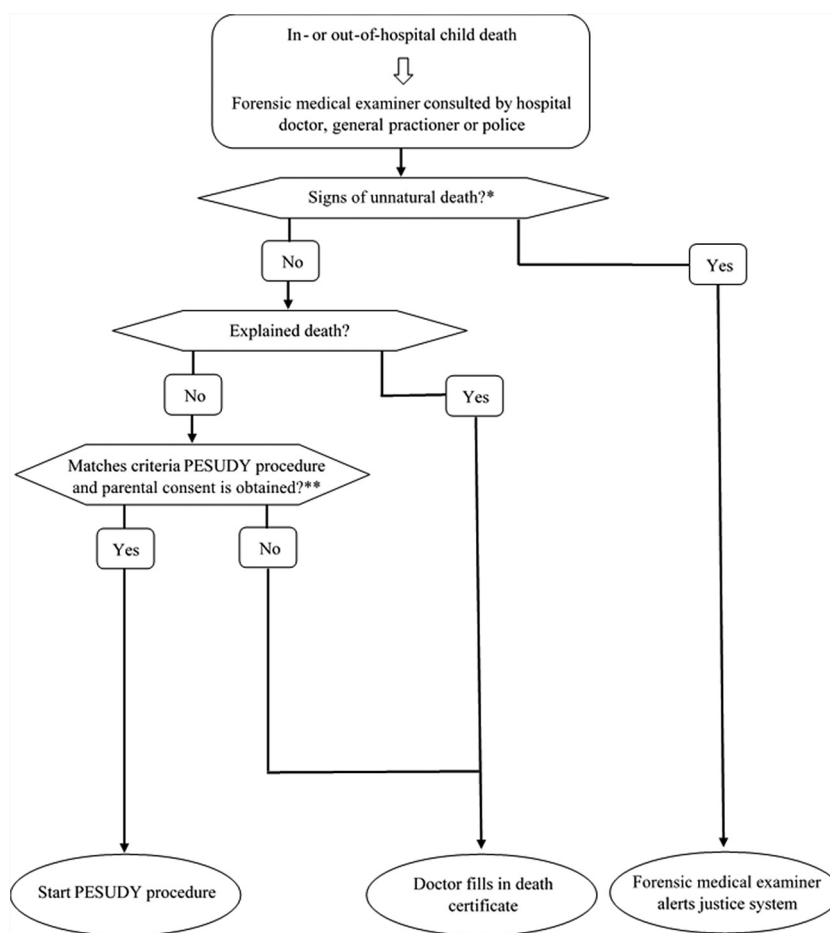 In- or out-of-hospital child death
Forensic medical examiner consulted by hospital
doctor, general practioner or police
Signs of unnatural death?*
No
Yes
Explained death?
No
Yes
Matches criteria PESUDY procedure
and parental consent is obtained?**
Yes
No
Start PESUDY procedure
Doctor fills in death
certificate
Forensic medical examiner
alerts justice system